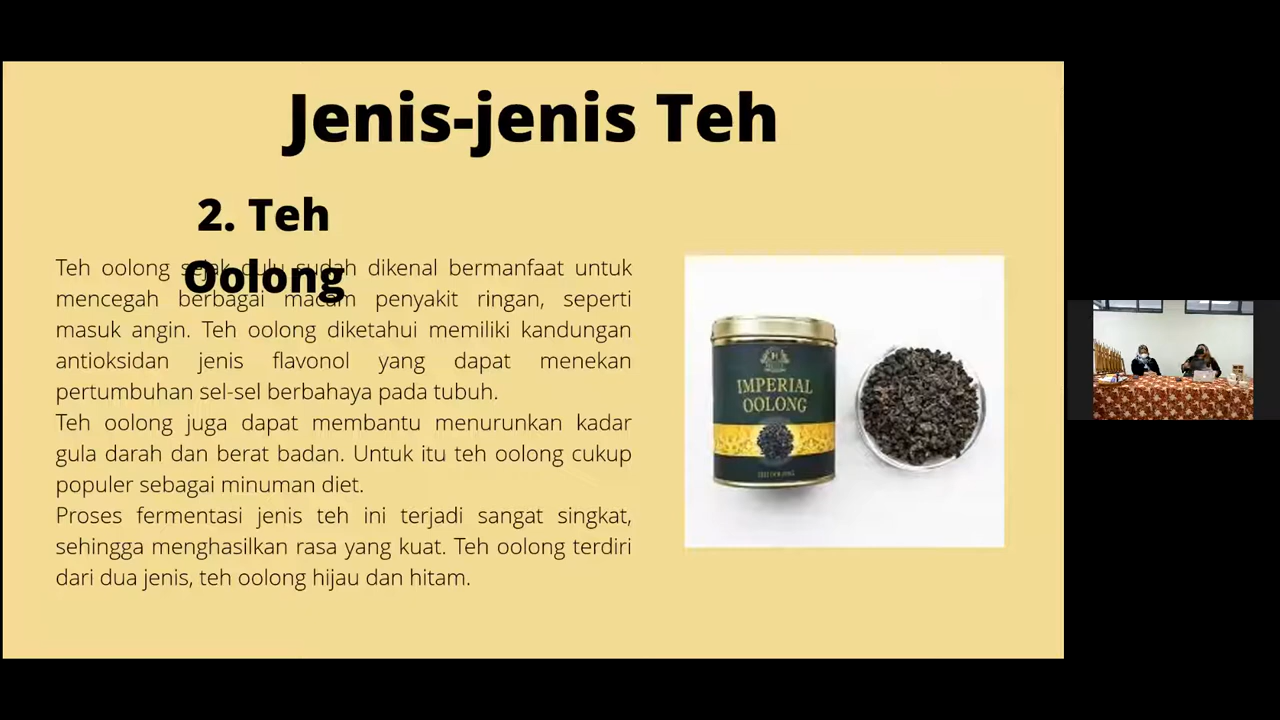 Jenis-jenis Teh
2. Teh
Oolong
Teh oolong sejak dulu sudah dikenal bermanfaat untuk
mencegah berbagai macam penyakit ringan, seperti
masuk angin. Teh oolong diketahui memiliki kandungan
antioksidan jenis flavonol yang dapat menekan
pertumbuhan sel-sel berbahaya pada tubuh.
Teh oolong juga dapat membantu menurunkan kadar
gula darah dan berat badan. Untuk itu teh oolong cukup
populer sebagai minuman diet.
Proses fermentasi jenis teh ini terjadi sangat singkat,
sehingga menghasilkan rasa yang kuat. Teh oolong terdiri
dari dua jenis, teh oolong hijau dan hitam.
IMPERIAL
OOLONG